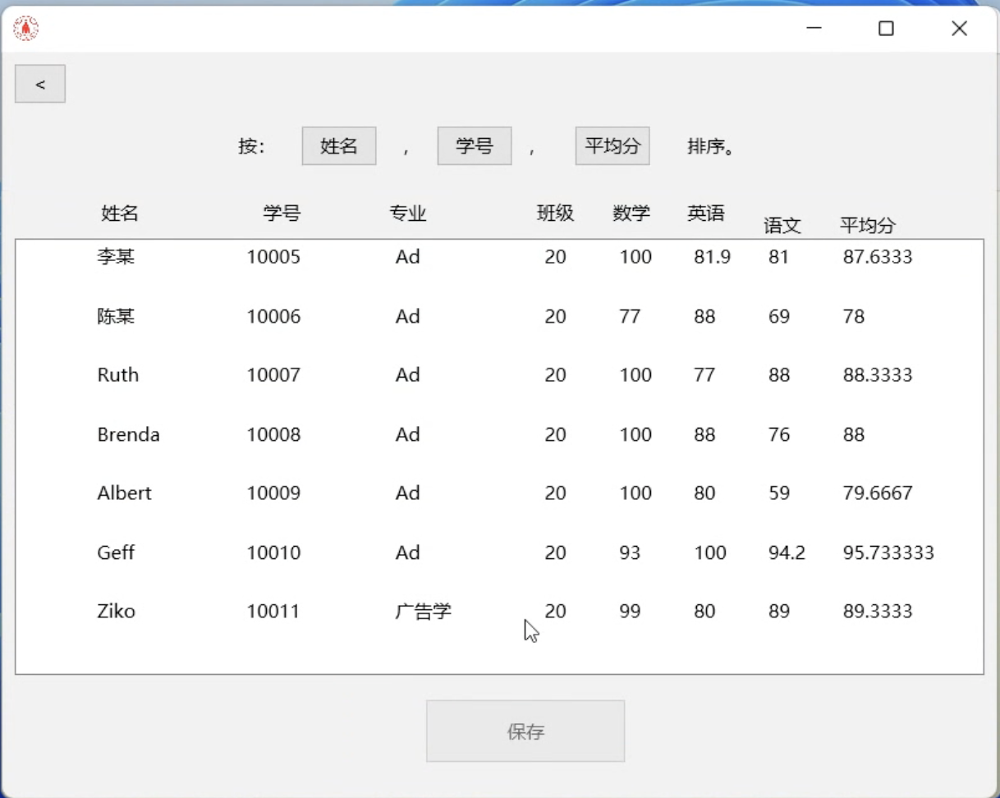 <
按： 姓名 ， 学号 ， 平均分 排序。
姓名 学号 专业 班级 数学 英语 语文 平均分
李某 10005 Ad 20 100 81.9 81 87.6333
陈某 10006 Ad 20 77 88 69 78
Ruth 10007 Ad 20 100 77 88 88.3333
Brenda 10008 Ad 20 100 88 76 88
Albert 10009 Ad 20 100 80 59 79.6667
Geff 10010 Ad 20 93 100 94.2 95.733333
Ziko 10011 广告学 20 99 80 89 89.3333
保存